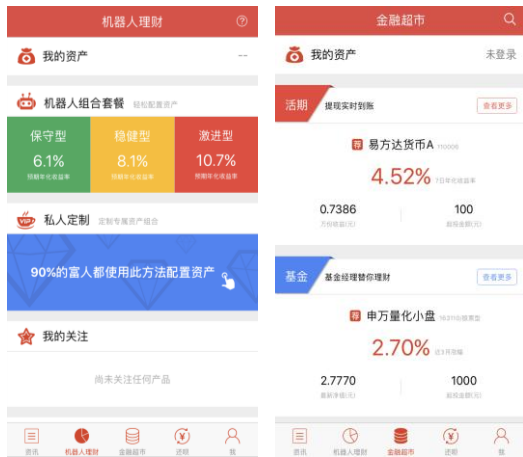 机器人理财
我的资产
--
机器人组合套餐 轻松配置资产
保守型
6.1%
预期年化收益率
稳健型
8.1%
预期年化收益率
激进型
10.7%
预期年化收益率
VIP
私人定制 定制专属资产组合
90%的富人都使用此方法配置资产
我的关注
尚未关注任何产品
资讯 机器人理财 金融超市 还呗 我
金融超市
我的资产 未登录
活期 提现实时到账 查看更多
荐 易方达货币A 110006
4.52% 7日年化收益率
0.7386 100
万份收益(元) 起投金额(元)
基金 基金经理替你理财 查看更多
荐 申万量化小盘
2.70% 近3月涨幅
2.7770 1000
最新净值(元) 起投金额(元)
资讯 机器人理财 金融超市 还呗 我